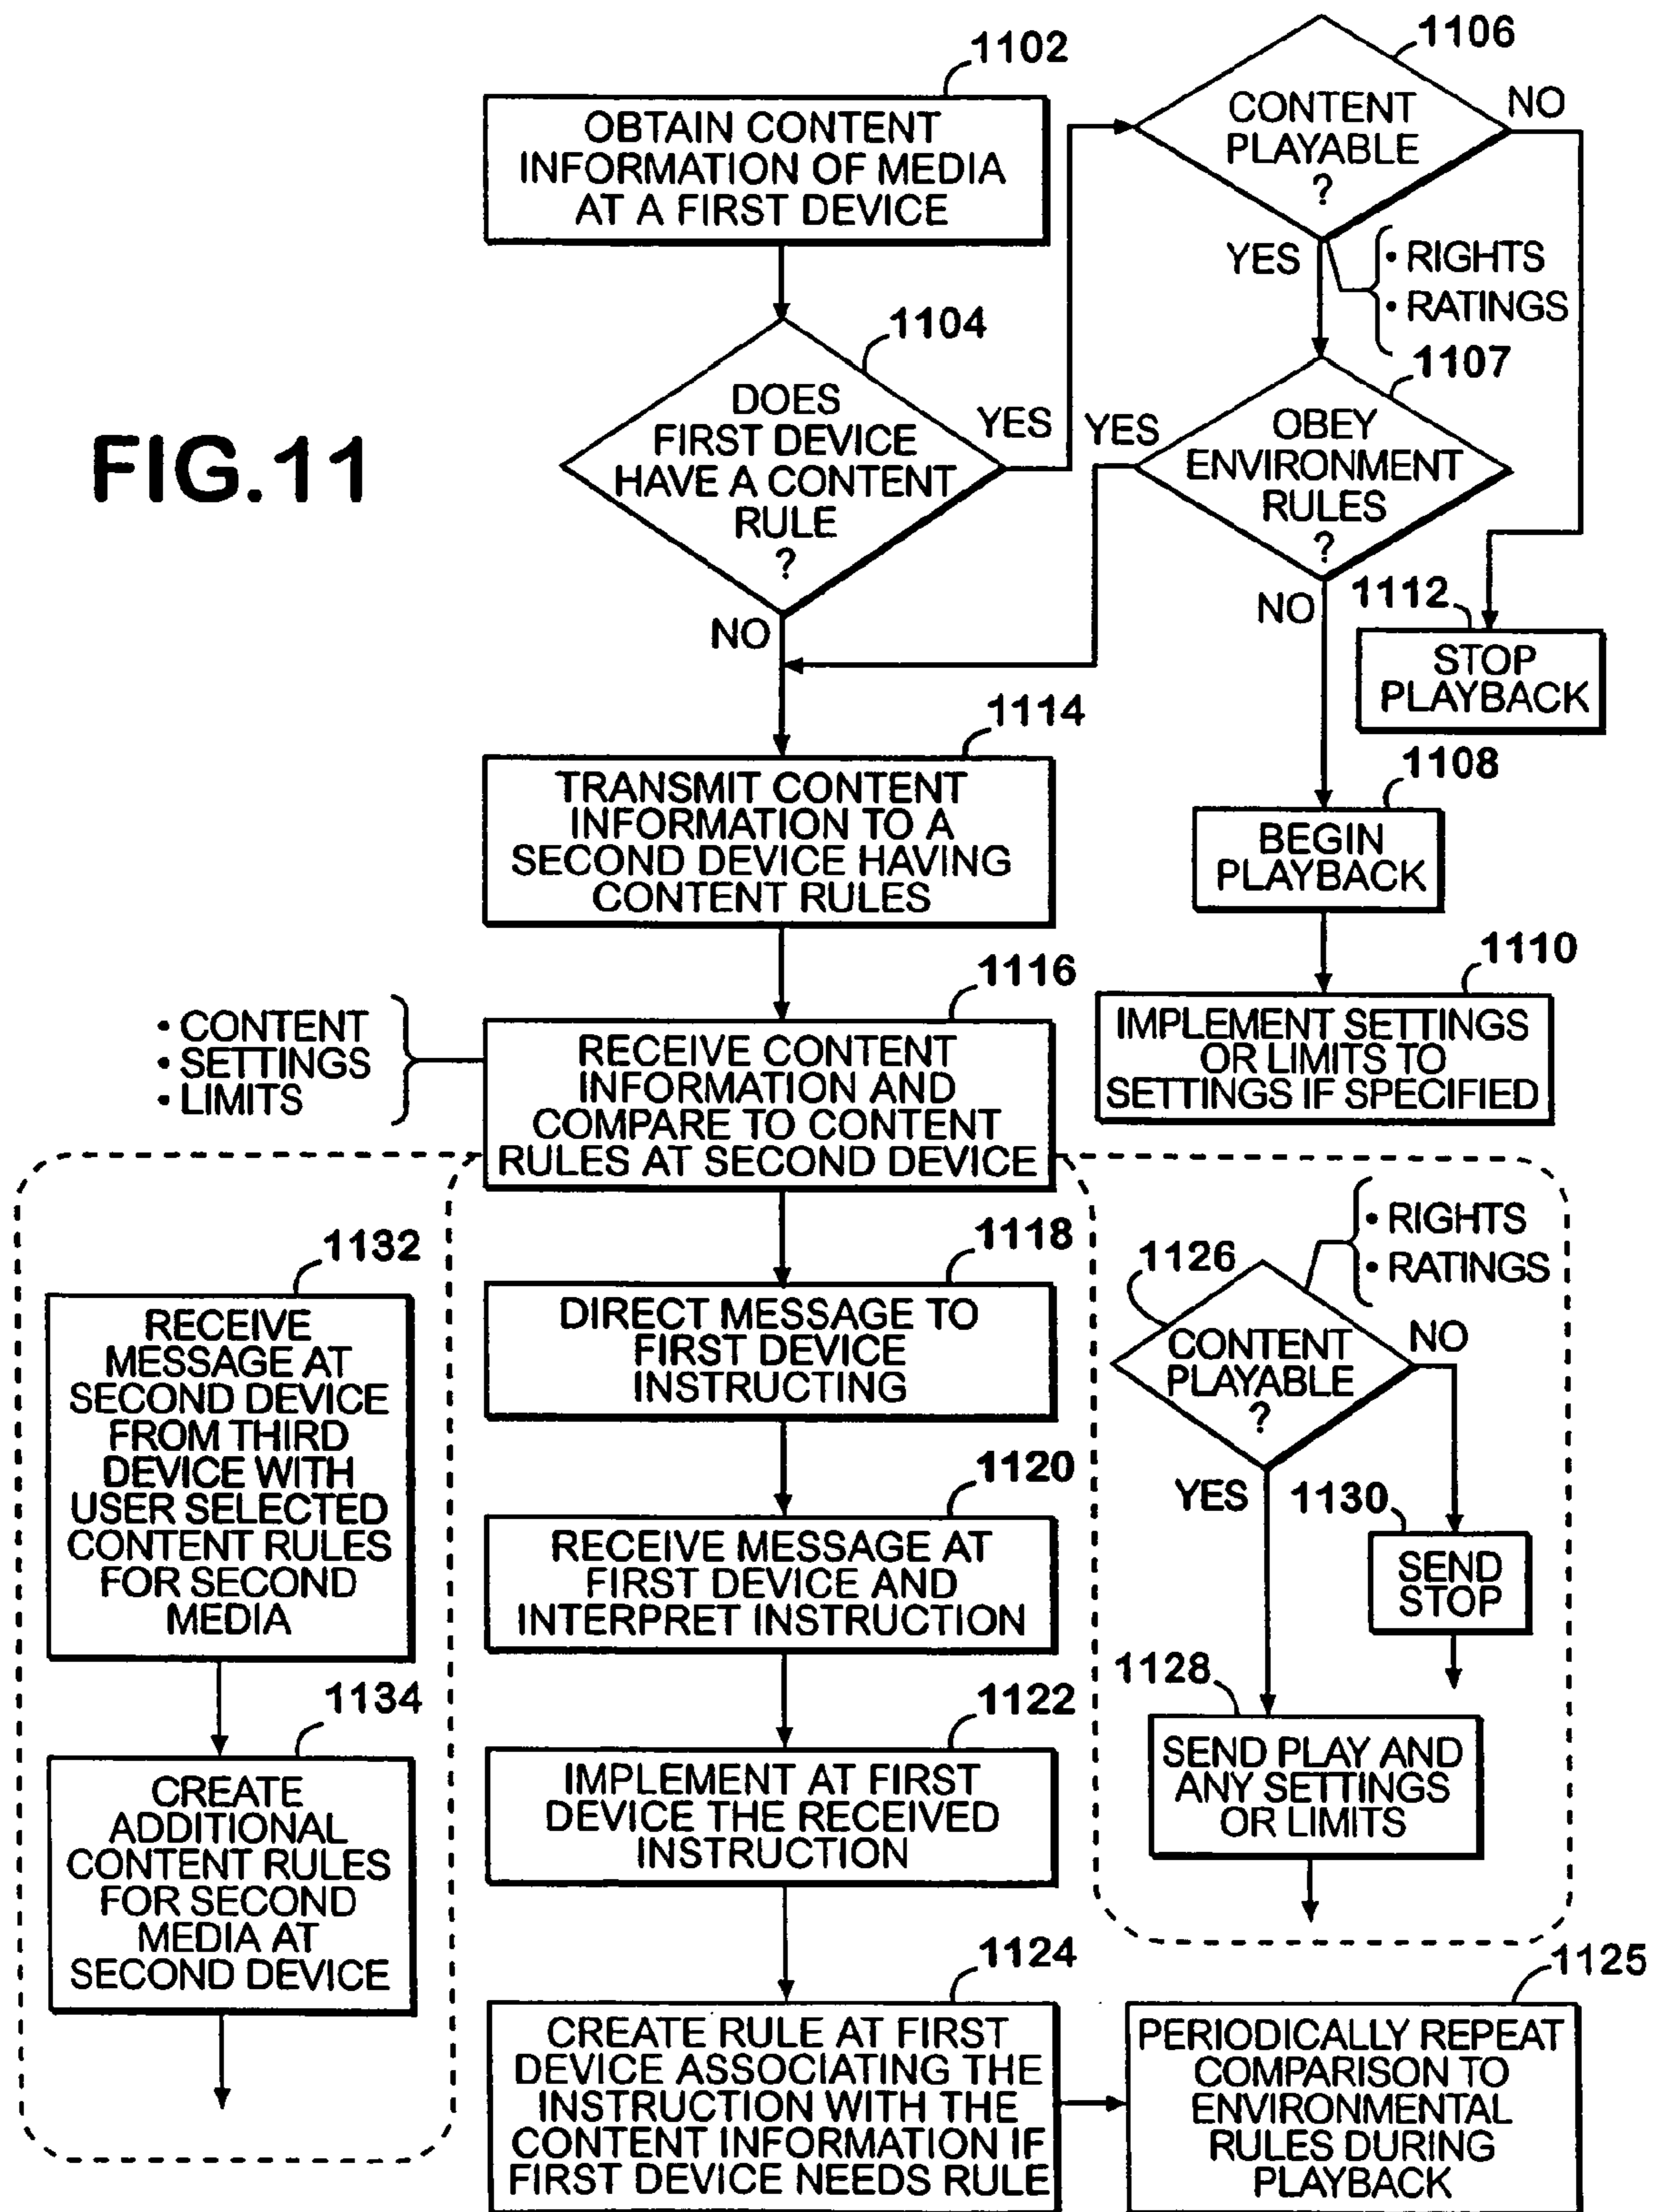 FIG.11
1102
OBTAIN CONTENT
INFORMATION OF MEDIA
AT A FIRST DEVICE
1104
DOES
FIRST DEVICE
HAVE A CONTENT
RULE
?
YES
NO
1106
CONTENT
PLAYABLE
?
NO
YES
• RIGHTS
• RATINGS
1107
OBEY
ENVIRONMENT
RULES
?
YES
NO
1112
STOP
PLAYBACK
1108
BEGIN
PLAYBACK
1110
IMPLEMENT SETTINGS
OR LIMITS TO
SETTINGS IF SPECIFIED
1114
TRANSMIT CONTENT
INFORMATION TO A
SECOND DEVICE HAVING
CONTENT RULES
1116
• CONTENT
• SETTINGS
• LIMITS
RECEIVE CONTENT
INFORMATION AND
COMPARE TO CONTENT
RULES AT SECOND DEVICE
1118
DIRECT MESSAGE TO
FIRST DEVICE
INSTRUCTING
1120
RECEIVE MESSAGE AT
FIRST DEVICE AND
INTERPRET INSTRUCTION
1122
IMPLEMENT AT FIRST
DEVICE THE RECEIVED
INSTRUCTION
1124
CREATE RULE AT FIRST
DEVICE ASSOCIATING THE
INSTRUCTION WITH THE
CONTENT INFORMATION IF
FIRST DEVICE NEEDS RULE
1125
PERIODICALLY REPEAT
COMPARISON TO
ENVIRONMENTAL
RULES DURING
PLAYBACK
1126
• RIGHTS
• RATINGS
CONTENT
PLAYABLE
?
NO
YES
1130
SEND
STOP
1128
SEND PLAY AND
ANY SETTINGS
OR LIMITS
1132
RECEIVE
MESSAGE AT
SECOND DEVICE
FROM THIRD
DEVICE WITH
USER SELECTED
CONTENT RULES
FOR SECOND
MEDIA
1134
CREATE
ADDITIONAL
CONTENT RULES
FOR SECOND
MEDIA AT
SECOND DEVICE